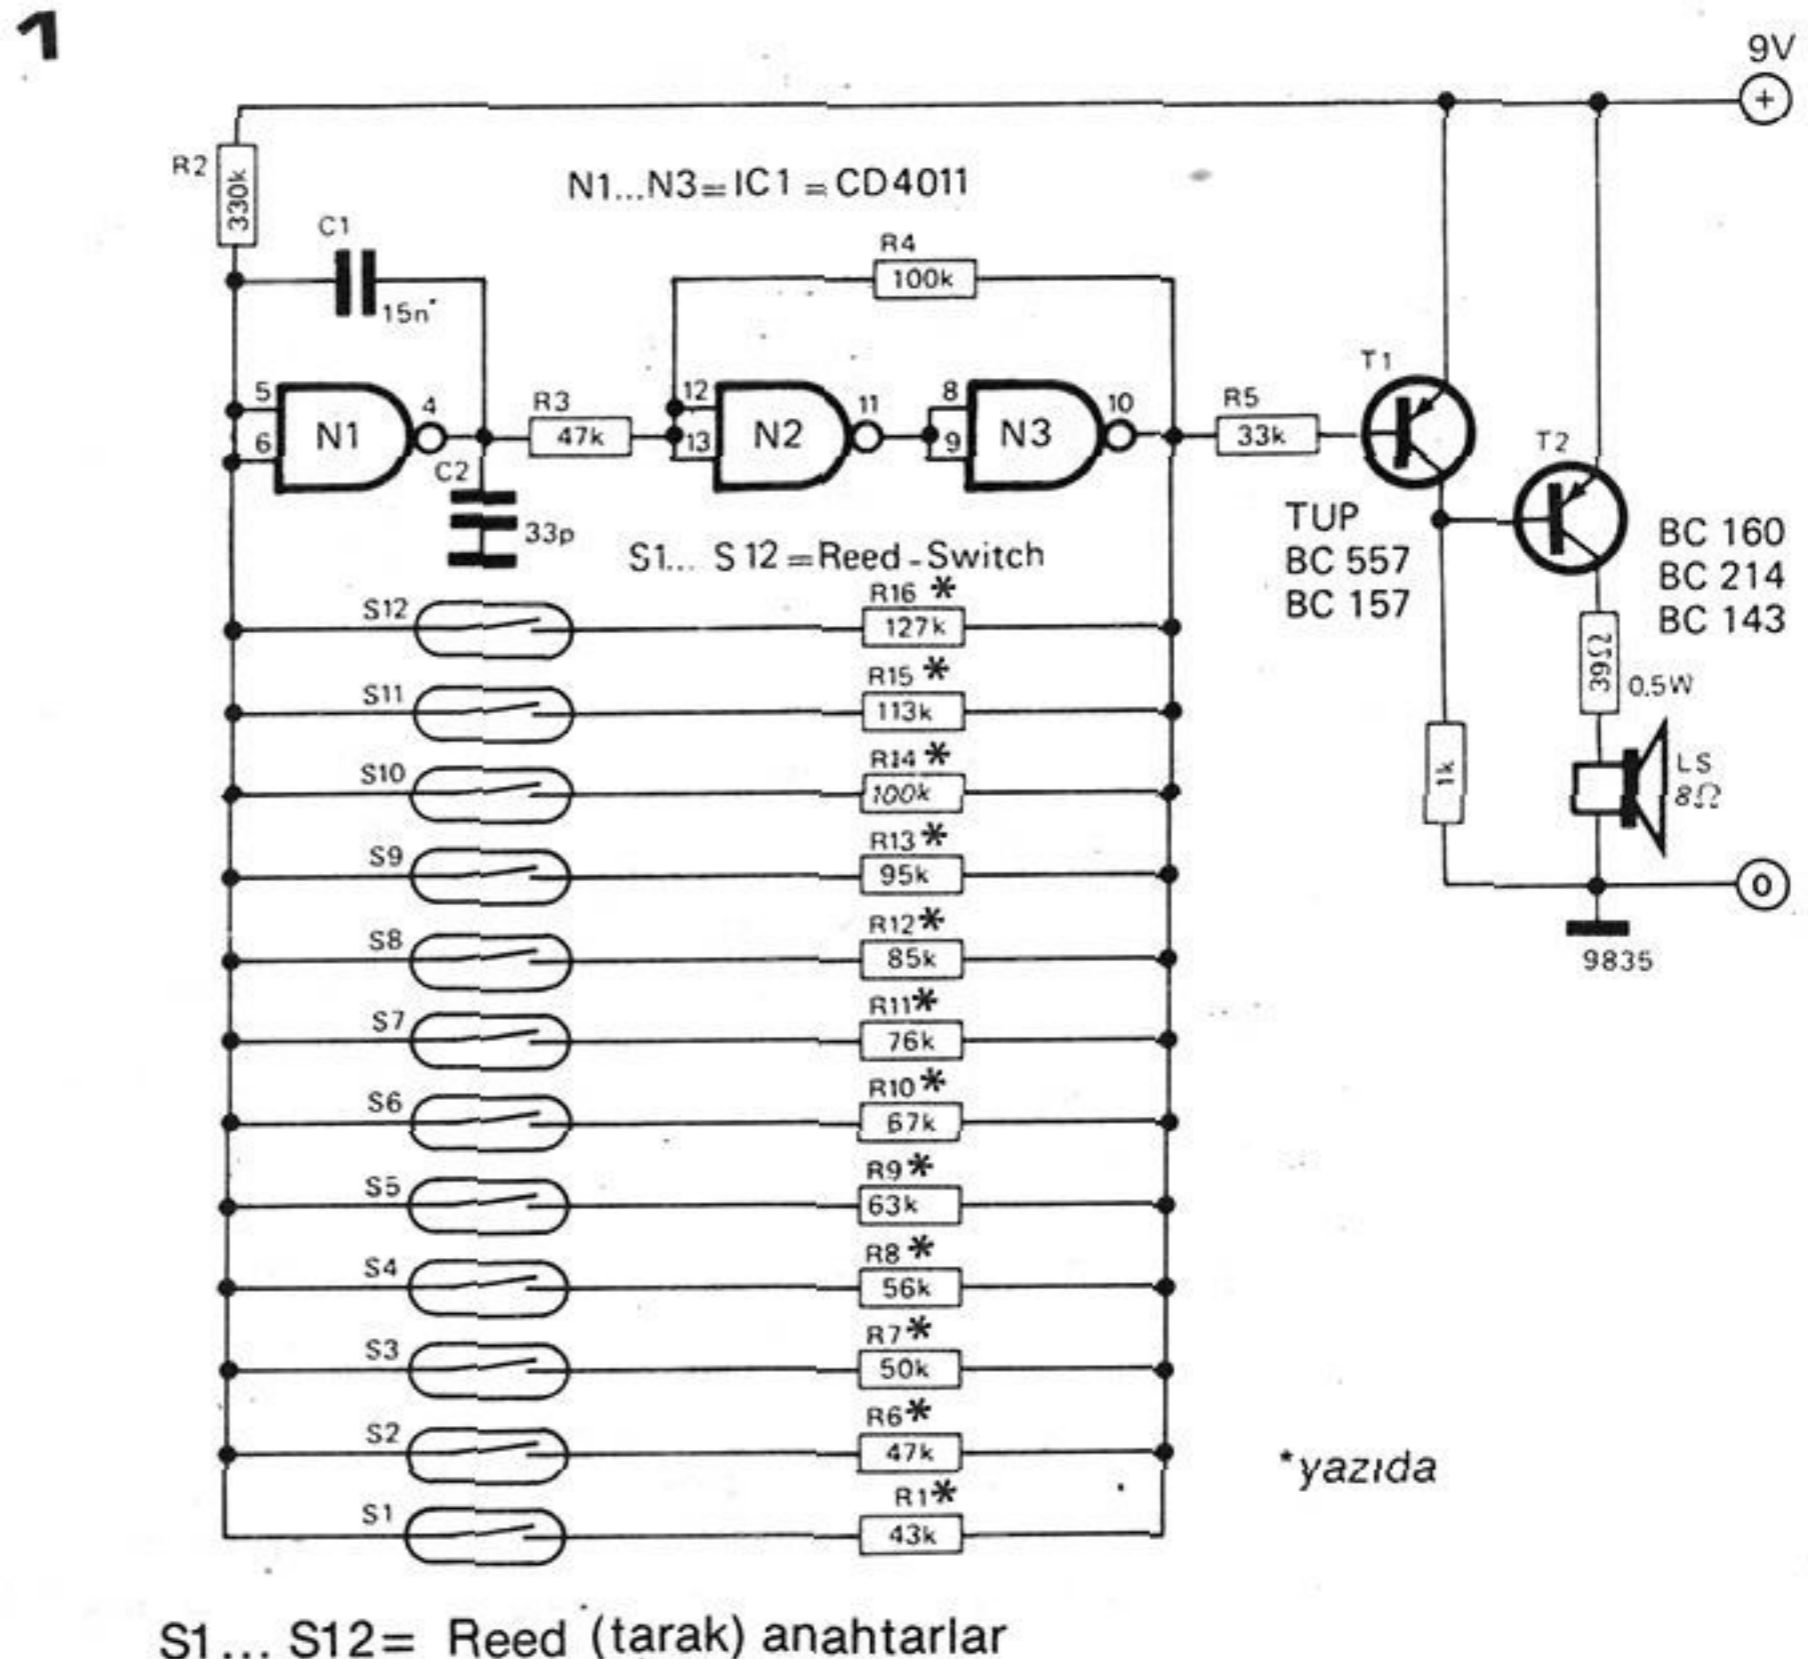 1
9V
+
R2
330k
N1...N3=IC1=CD4011
C1
15n
R4
100k
5
6
N1
4
R3
47k
12
13
N2
11
8
9
N3
10
R5
33k
T1
T2
C2
33p
TUP
BC 557
BC 157
BC 160
BC 214
BC 143
S1... S12=Reed-Switch
39Ω
0.5W
1k
LS
8Ω
0
9835
S12
R16*
127k
S11
R15*
113k
S10
R14*
100k
S9
R13*
95k
S8
R12*
85k
S7
R11*
76k
S6
R10*
67k
S5
R9*
63k
S4
R8*
56k
S3
R7*
50k
S2
R6*
47k
S1
R1*
43k
*yazıda
S1... S12= Reed (tarak) anahtarlar